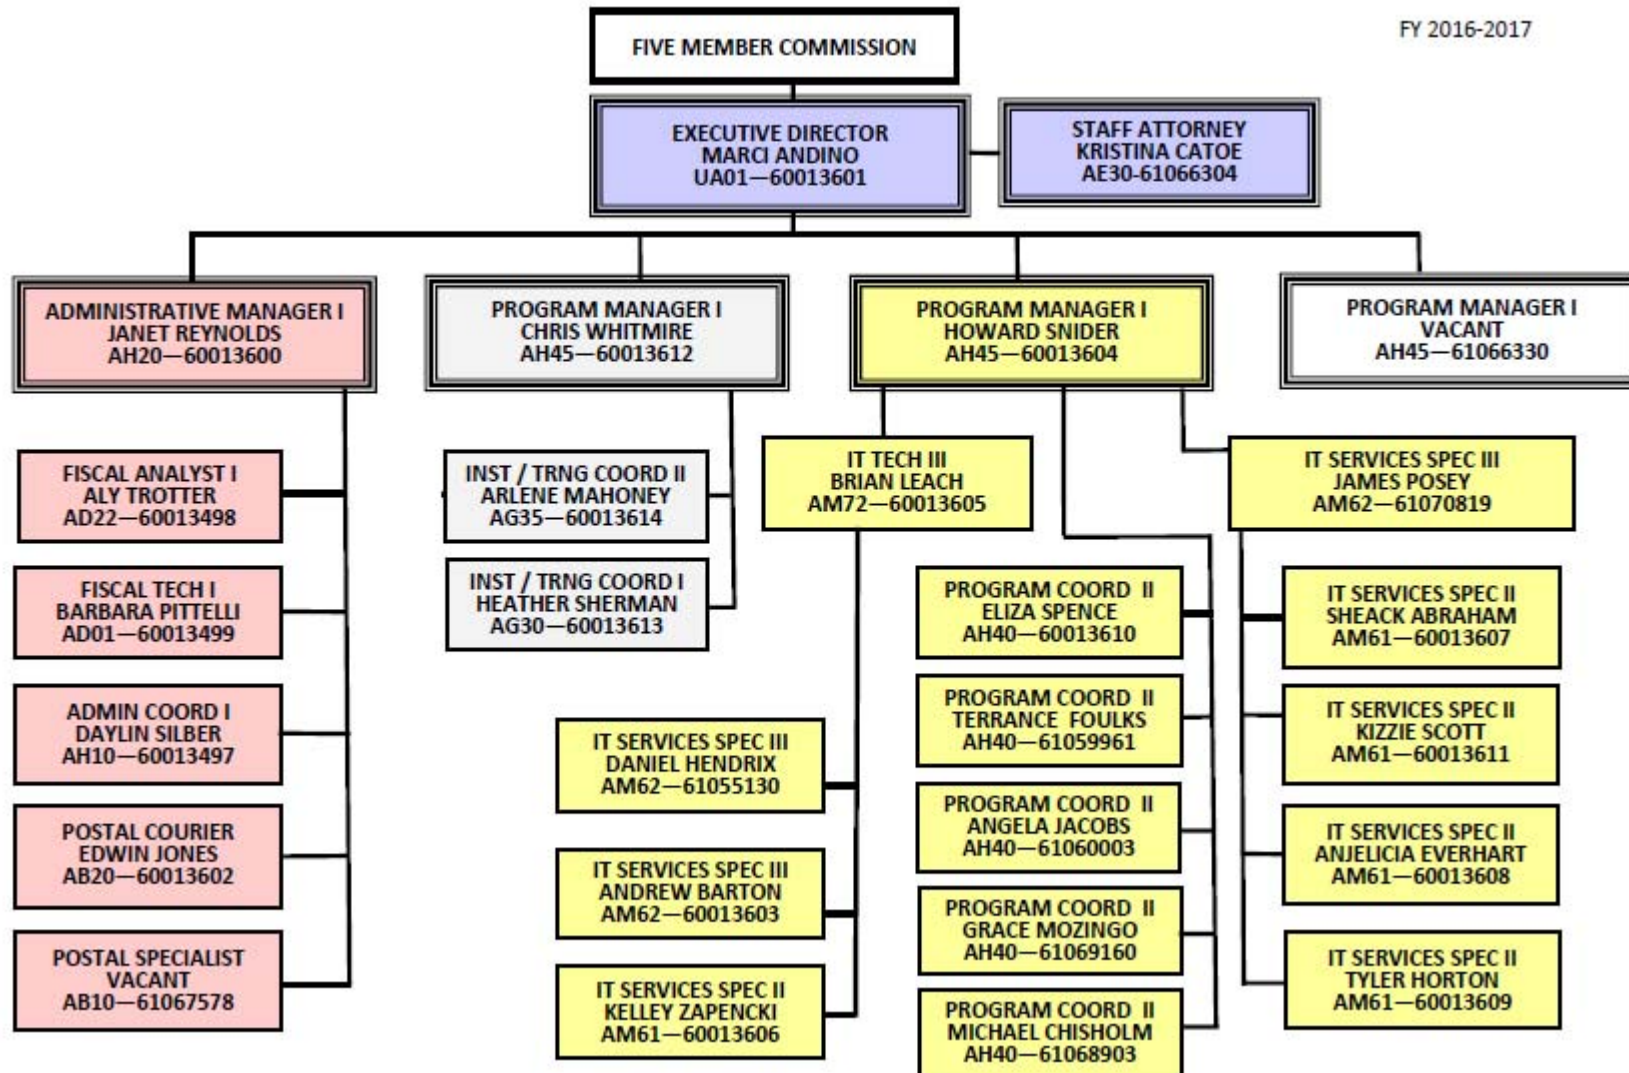 FY 2016-2017
FIVE MEMBER COMMISSION
EXECUTIVE DIRECTOR
MARCI ANDINO
UA01—60013601
STAFF ATTORNEY
KRISTINA CATOE
AE30-61066304
ADMINISTRATIVE MANAGER I
JANET REYNOLDS
AH20—60013600
PROGRAM MANAGER I
CHRIS WHITMIRE
AH45—60013612
PROGRAM MANAGER I
HOWARD SNIDER
AH45—60013604
PROGRAM MANAGER I
VACANT
AH45—61066330
FISCAL ANALYST I
ALY TROTTER
AD22—60013498
FISCAL TECH I
BARBARA PITTELLI
AD01—60013499
ADMIN COORD I
DAYLIN SILBER
AH10—60013497
POSTAL COURIER
EDWIN JONES
AB20—60013602
POSTAL SPECIALIST
VACANT
AB10—61067578
INST / TRNG COORD II
ARLENE MAHONEY
AG35—60013614
INST / TRNG COORD I
HEATHER SHERMAN
AG30—60013613
IT TECH III
BRIAN LEACH
AM72—60013605
IT SERVICES SPEC III
DANIEL HENDRIX
AM62—61055130
IT SERVICES SPEC III
ANDREW BARTON
AM62—60013603
IT SERVICES SPEC II
KELLEY ZAPENCKI
AM61—60013606
PROGRAM COORD II
ELIZA SPENCE
AH40—60013610
PROGRAM COORD II
TERRANCE FOULKS
AH40—61059961
PROGRAM COORD II
ANGELA JACOBS
AH40—61060003
PROGRAM COORD II
GRACE MOZINGO
AH40—61069160
PROGRAM COORD II
MICHAEL CHISHOLM
AH40—61068903
IT SERVICES SPEC III
JAMES POSEY
AM62—61070819
IT SERVICES SPEC II
SHEACK ABRAHAM
AM61—60013607
IT SERVICES SPEC II
KIZZIE SCOTT
AM61—60013611
IT SERVICES SPEC II
ANJELICIA EVERHART
AM61—60013608
IT SERVICES SPEC II
TYLER HORTON
AM61—60013609